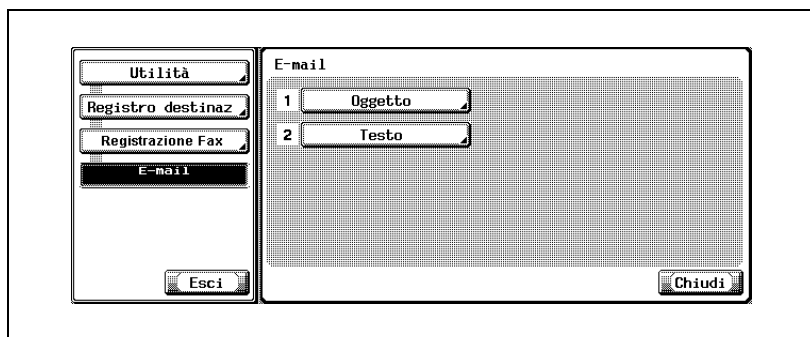 Utilità
Registro destinaz
Registrazione Fax
E-mail
Esci
E-mail
1 Oggetto
2 Testo
Chiudi